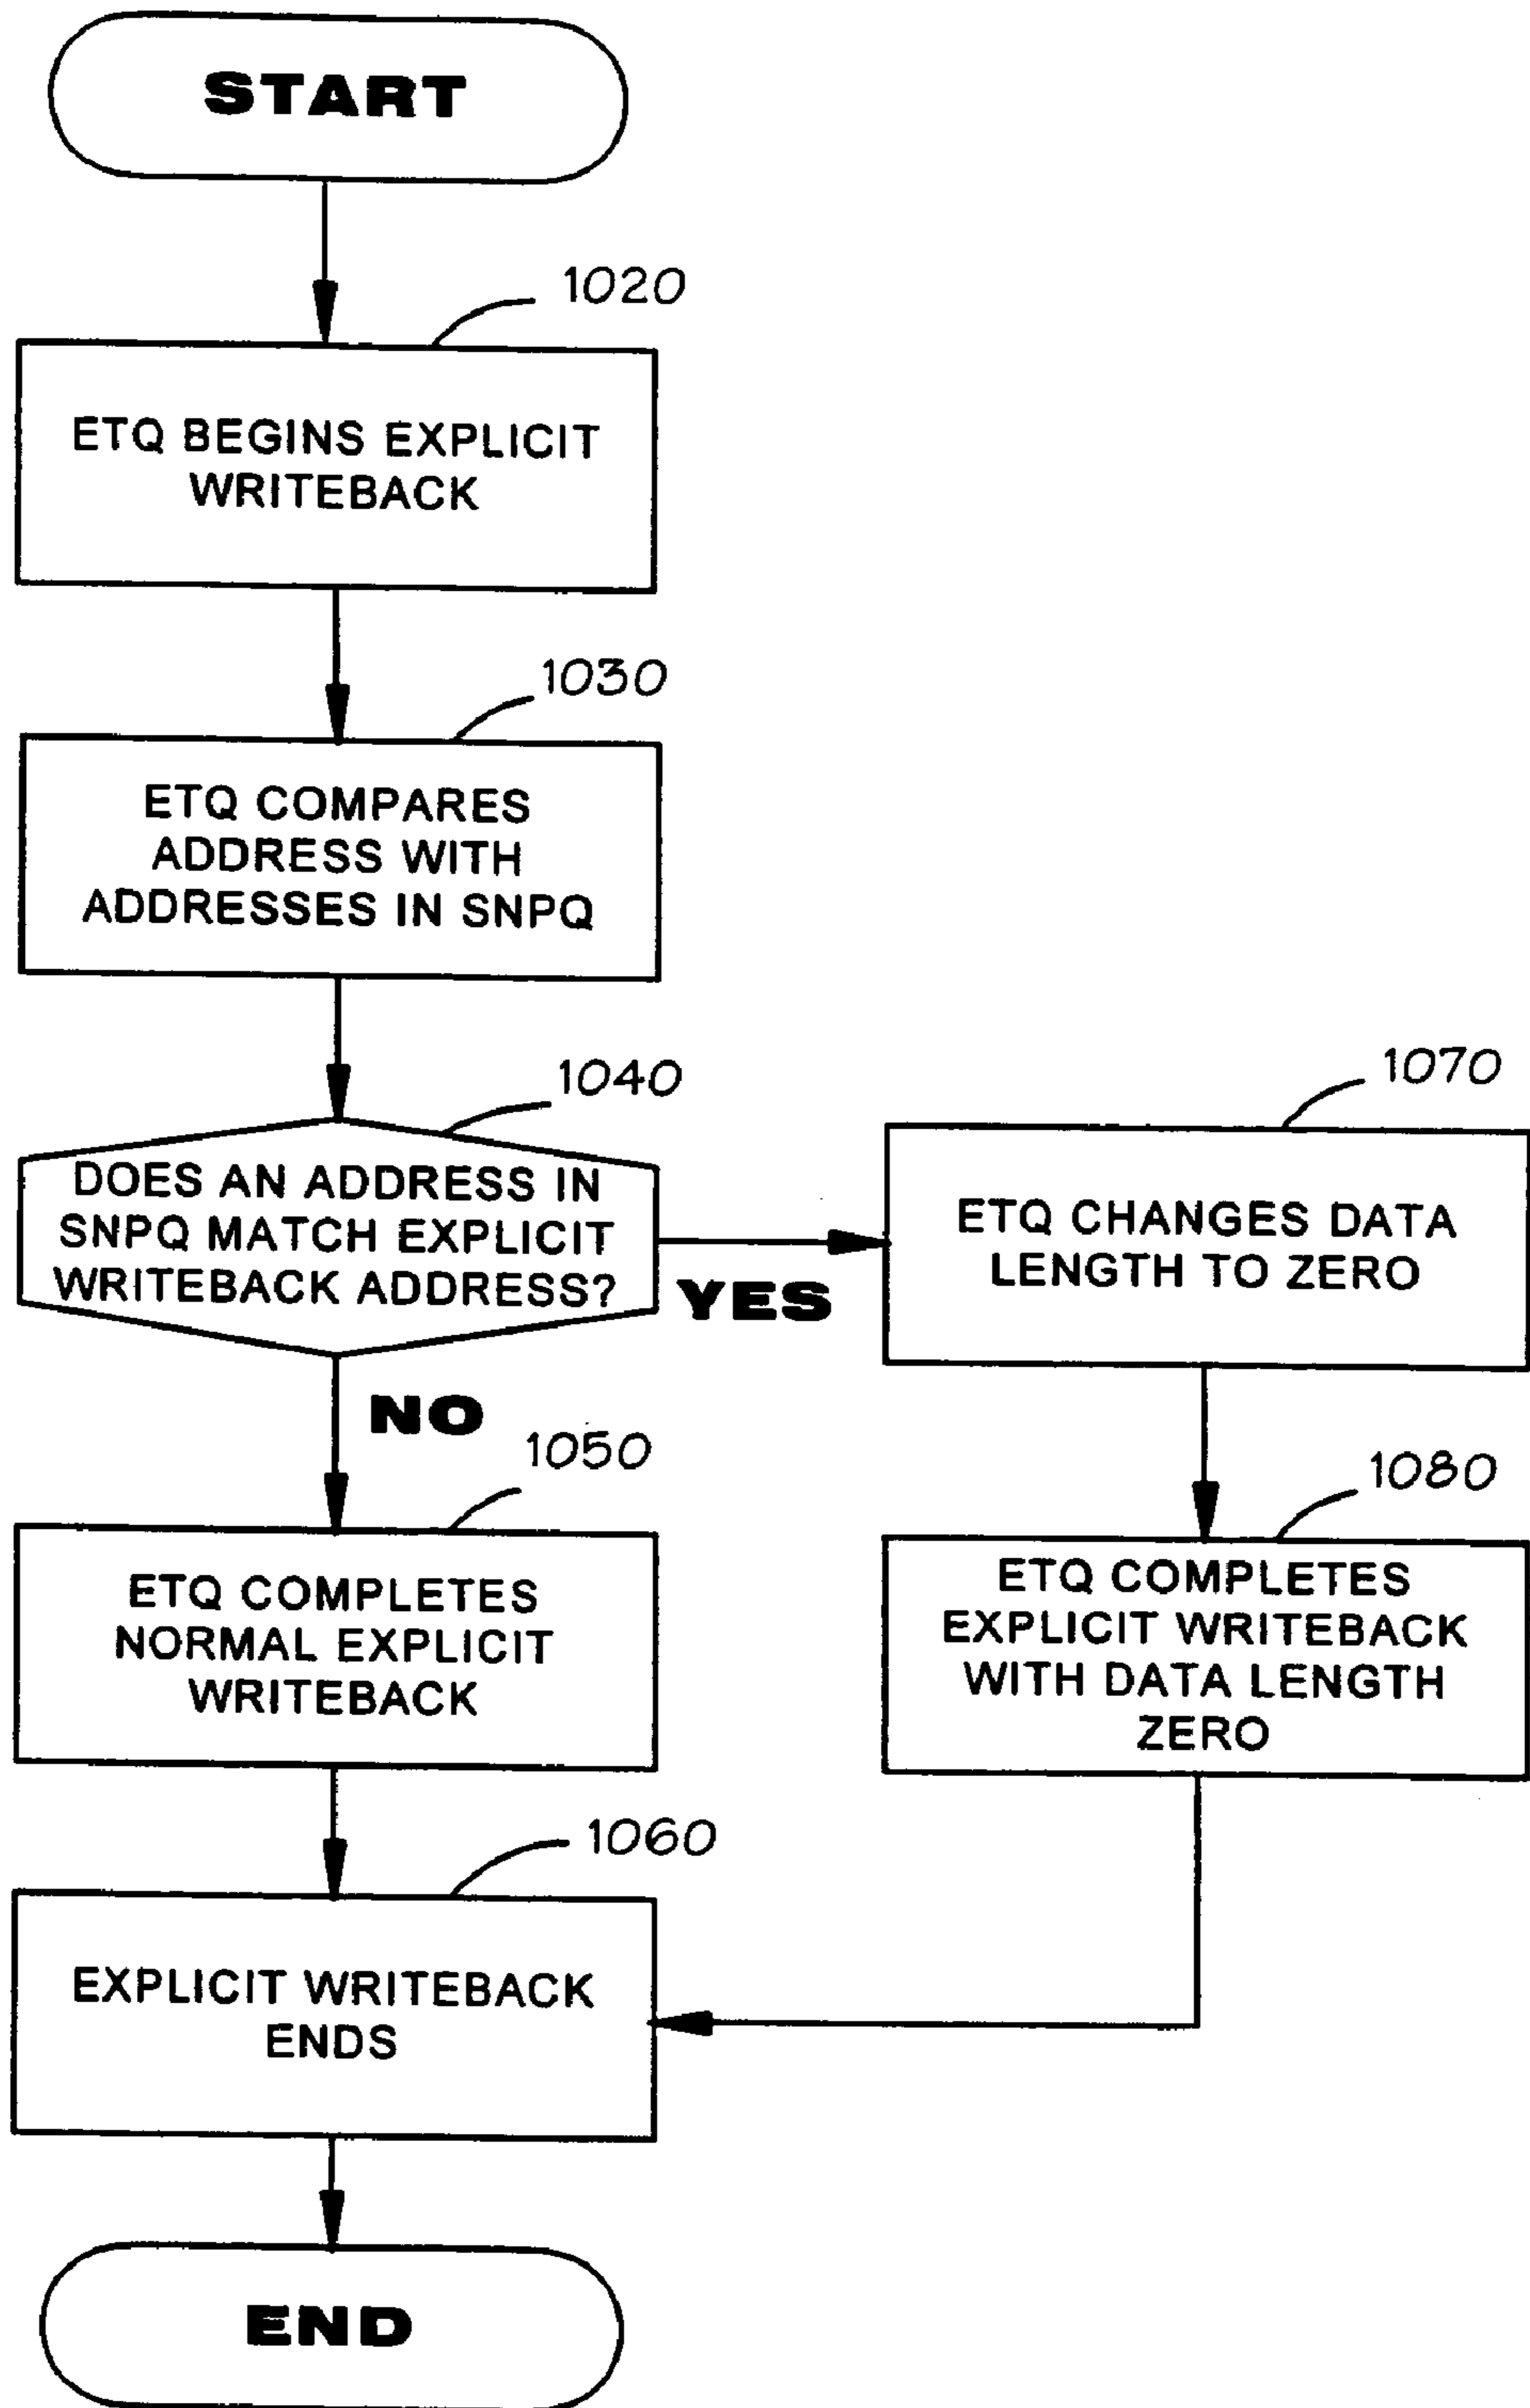 START
1020
ETQ BEGINS EXPLICIT
WRITEBACK
1030
ETQ COMPARES
ADDRESS WITH
ADDRESSES IN SNPQ
1040
DOES AN ADDRESS IN
SNPQ MATCH EXPLICIT
WRITEBACK ADDRESS?
YES
1070
ETQ CHANGES DATA
LENGTH TO ZERO
NO
1050
ETQ COMPLETES
NORMAL EXPLICIT
WRITEBACK
1080
ETQ COMPLETES
EXPLICIT WRITEBACK
WITH DATA LENGTH
ZERO
1060
EXPLICIT WRITEBACK
ENDS
END